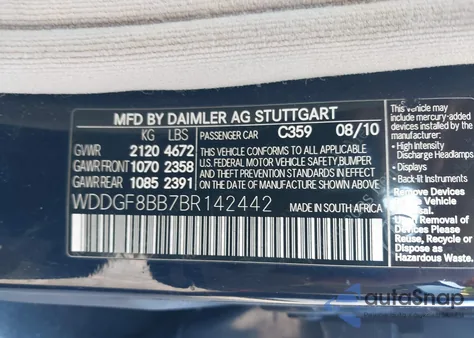 MFD BY DAIMLER AG STUTTGART
KG LBS PASSENGER CAR C359 08/10
GVWR 2120 4672
GAWR FRONT 1070 2358
GAWR REAR 1085 2391
THIS VEHICLE CONFORMS TO ALL APPLICABLE
U.S. FEDERAL MOTOR VEHICLE SAFETY, BUMPER
AND THEFT PREVENTION STANDARDS IN EFFECT
ON THE DATE OF MANUFACTURE SHOWN ABOVE.
WDDGF8BB7BR142442 MADE IN SOUTH AFRICA
This vehicle may
include mercury-added
devices installed by the
manufacturer:
• High Intensity
Discharge Headlamps
• Displays
• Back-lit Instruments
Remove Devices
Before Vehicle
Disposal.
Upon Removal of
Devices Please
Reuse, Recycle or
Dispose as
Hazardous Waste.
autoSnap